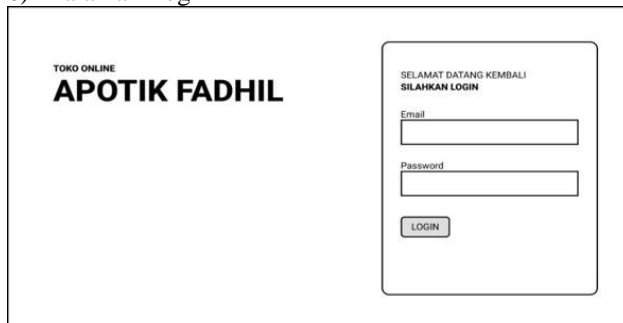 TOKO ONLINE
APOTIK FADHIL
SELAMAT DATANG KEMBALI
SILAHKAN LOGIN
Email
Password
LOGIN